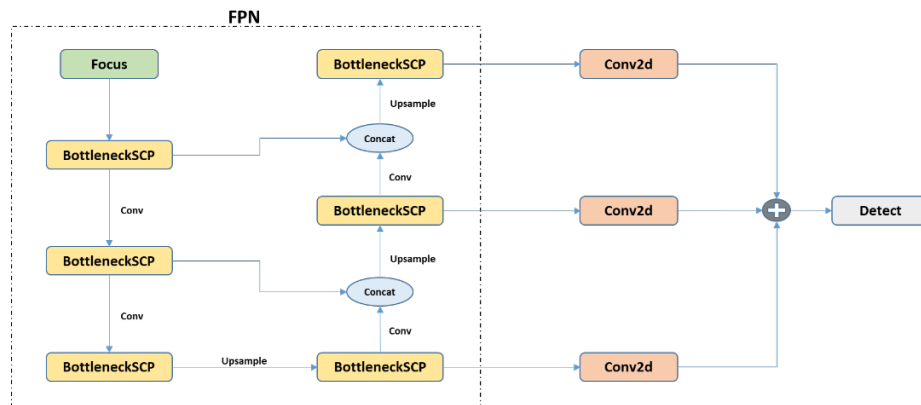 FPN
Focus
BottleneckSCP
Conv2d
Upsample
Concat
BottleneckSCP
Conv
Conv
BottleneckSCP
Conv2d
Detect
Upsample
BottleneckSCP
Concat
Conv
Conv
BottleneckSCP
Upsample
BottleneckSCP
Conv2d